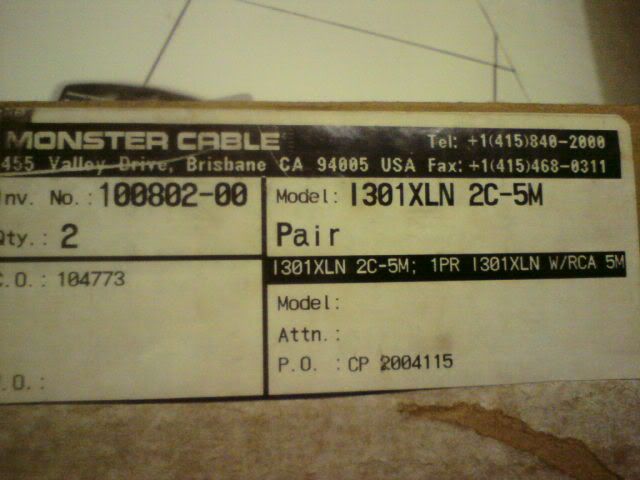 MONSTER CABLE
Tel: +1(415)840-2000
455 Valley Drive, Brisbane CA 94005 USA Fax: +1(415)468-0311
Inv. No.: 100802-00
Qty.: 2
Model: I301XLN 2C-5M
Pair
I301XLN 2C-5M; 1PR I301XLN W/RCA 5M
C.O.: 104773
Model:
Attn.:
P.O. : CP 2004115
.O.: